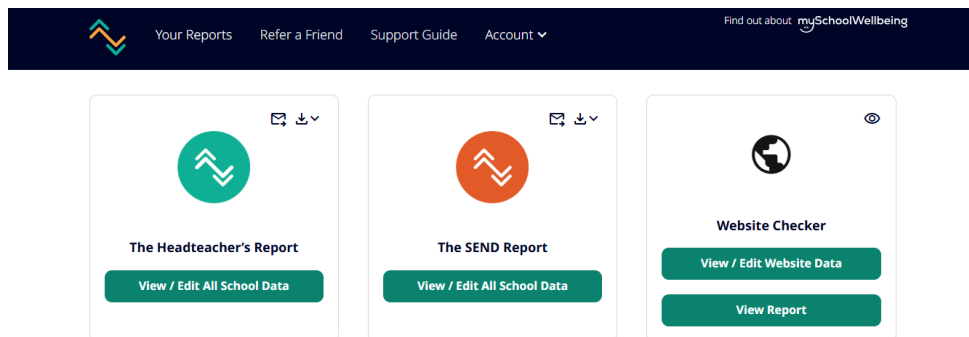 Find out about mySchoolWellbeing
Your Reports Refer a Friend Support Guide Account
The Headteacher's Report
View / Edit All School Data
The SEND Report
View / Edit All School Data
Website Checker
View / Edit Website Data
View Report